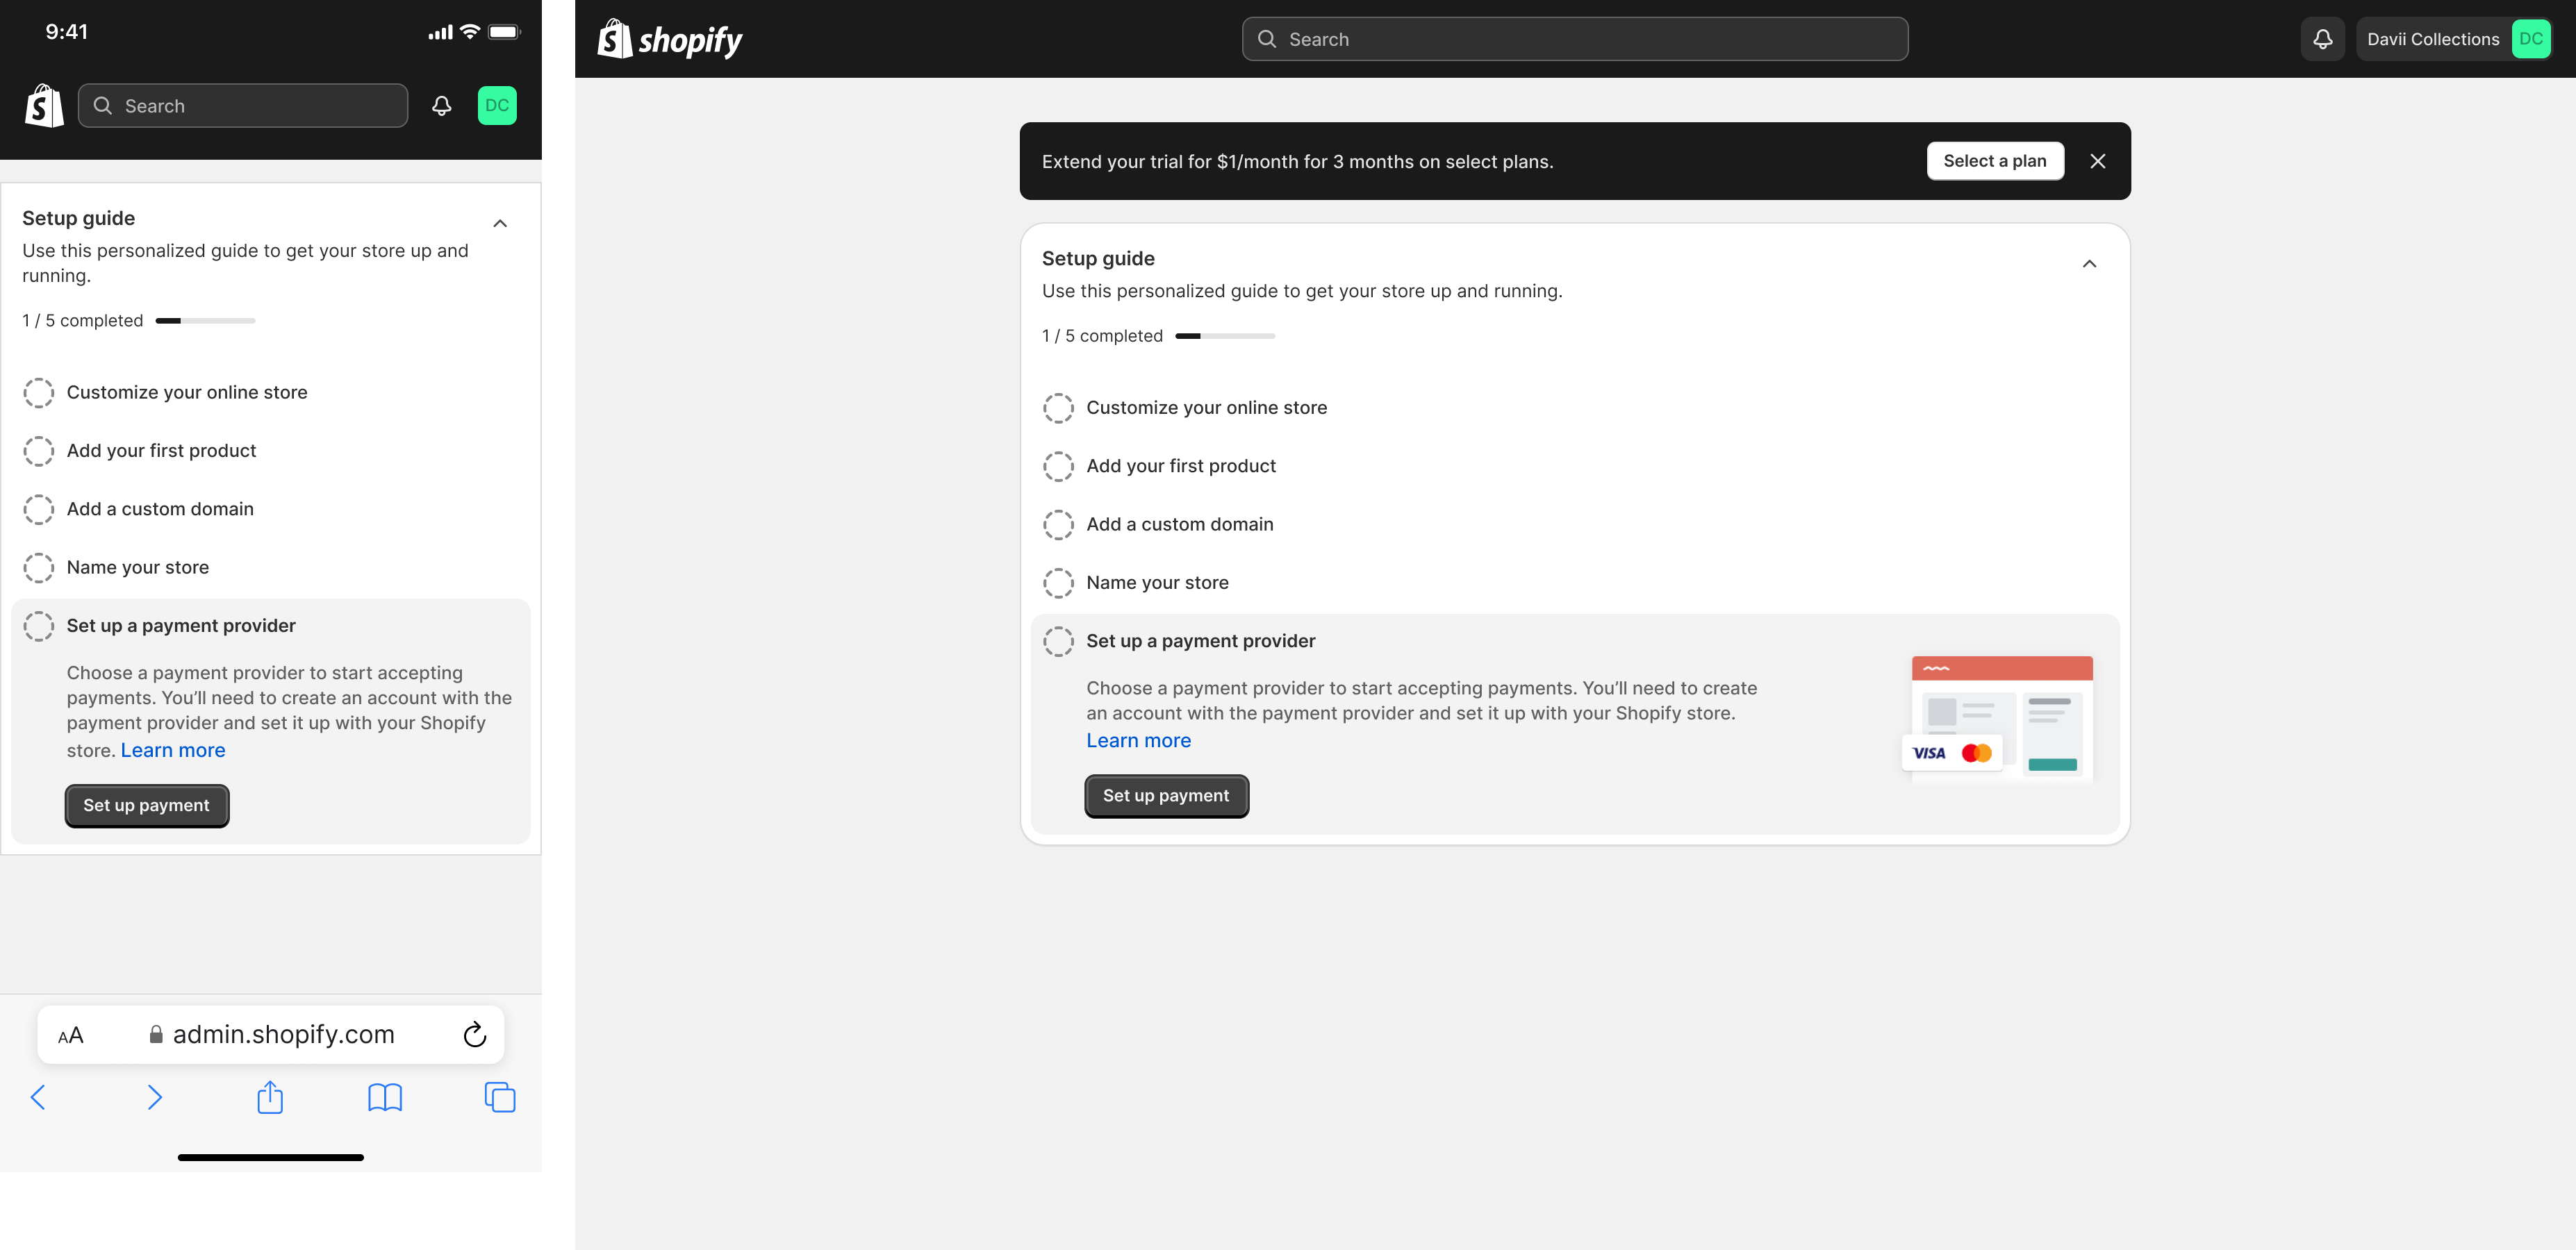 9:41
S
Search
DC
Setup guide
Use this personalized guide to get your store up and
running.
1 / 5 completed
Customize your online store
Add your first product
Add a custom domain
Name your store
Set up a payment provider
Choose a payment provider to start accepting
payments. You’ll need to create an account with the
payment provider and set it up with your Shopify
store. Learn more
Set up payment
AA
admin.shopify.com
S shopify
Search
Davii Collections
DC
Extend your trial for $1/month for 3 months on select plans.
Select a plan
Setup guide
Use this personalized guide to get your store up and running.
1 / 5 completed
Customize your online store
Add your first product
Add a custom domain
Name your store
Set up a payment provider
Choose a payment provider to start accepting payments. You’ll need to create
an account with the payment provider and set it up with your Shopify store.
Learn more
VISA
Set up payment